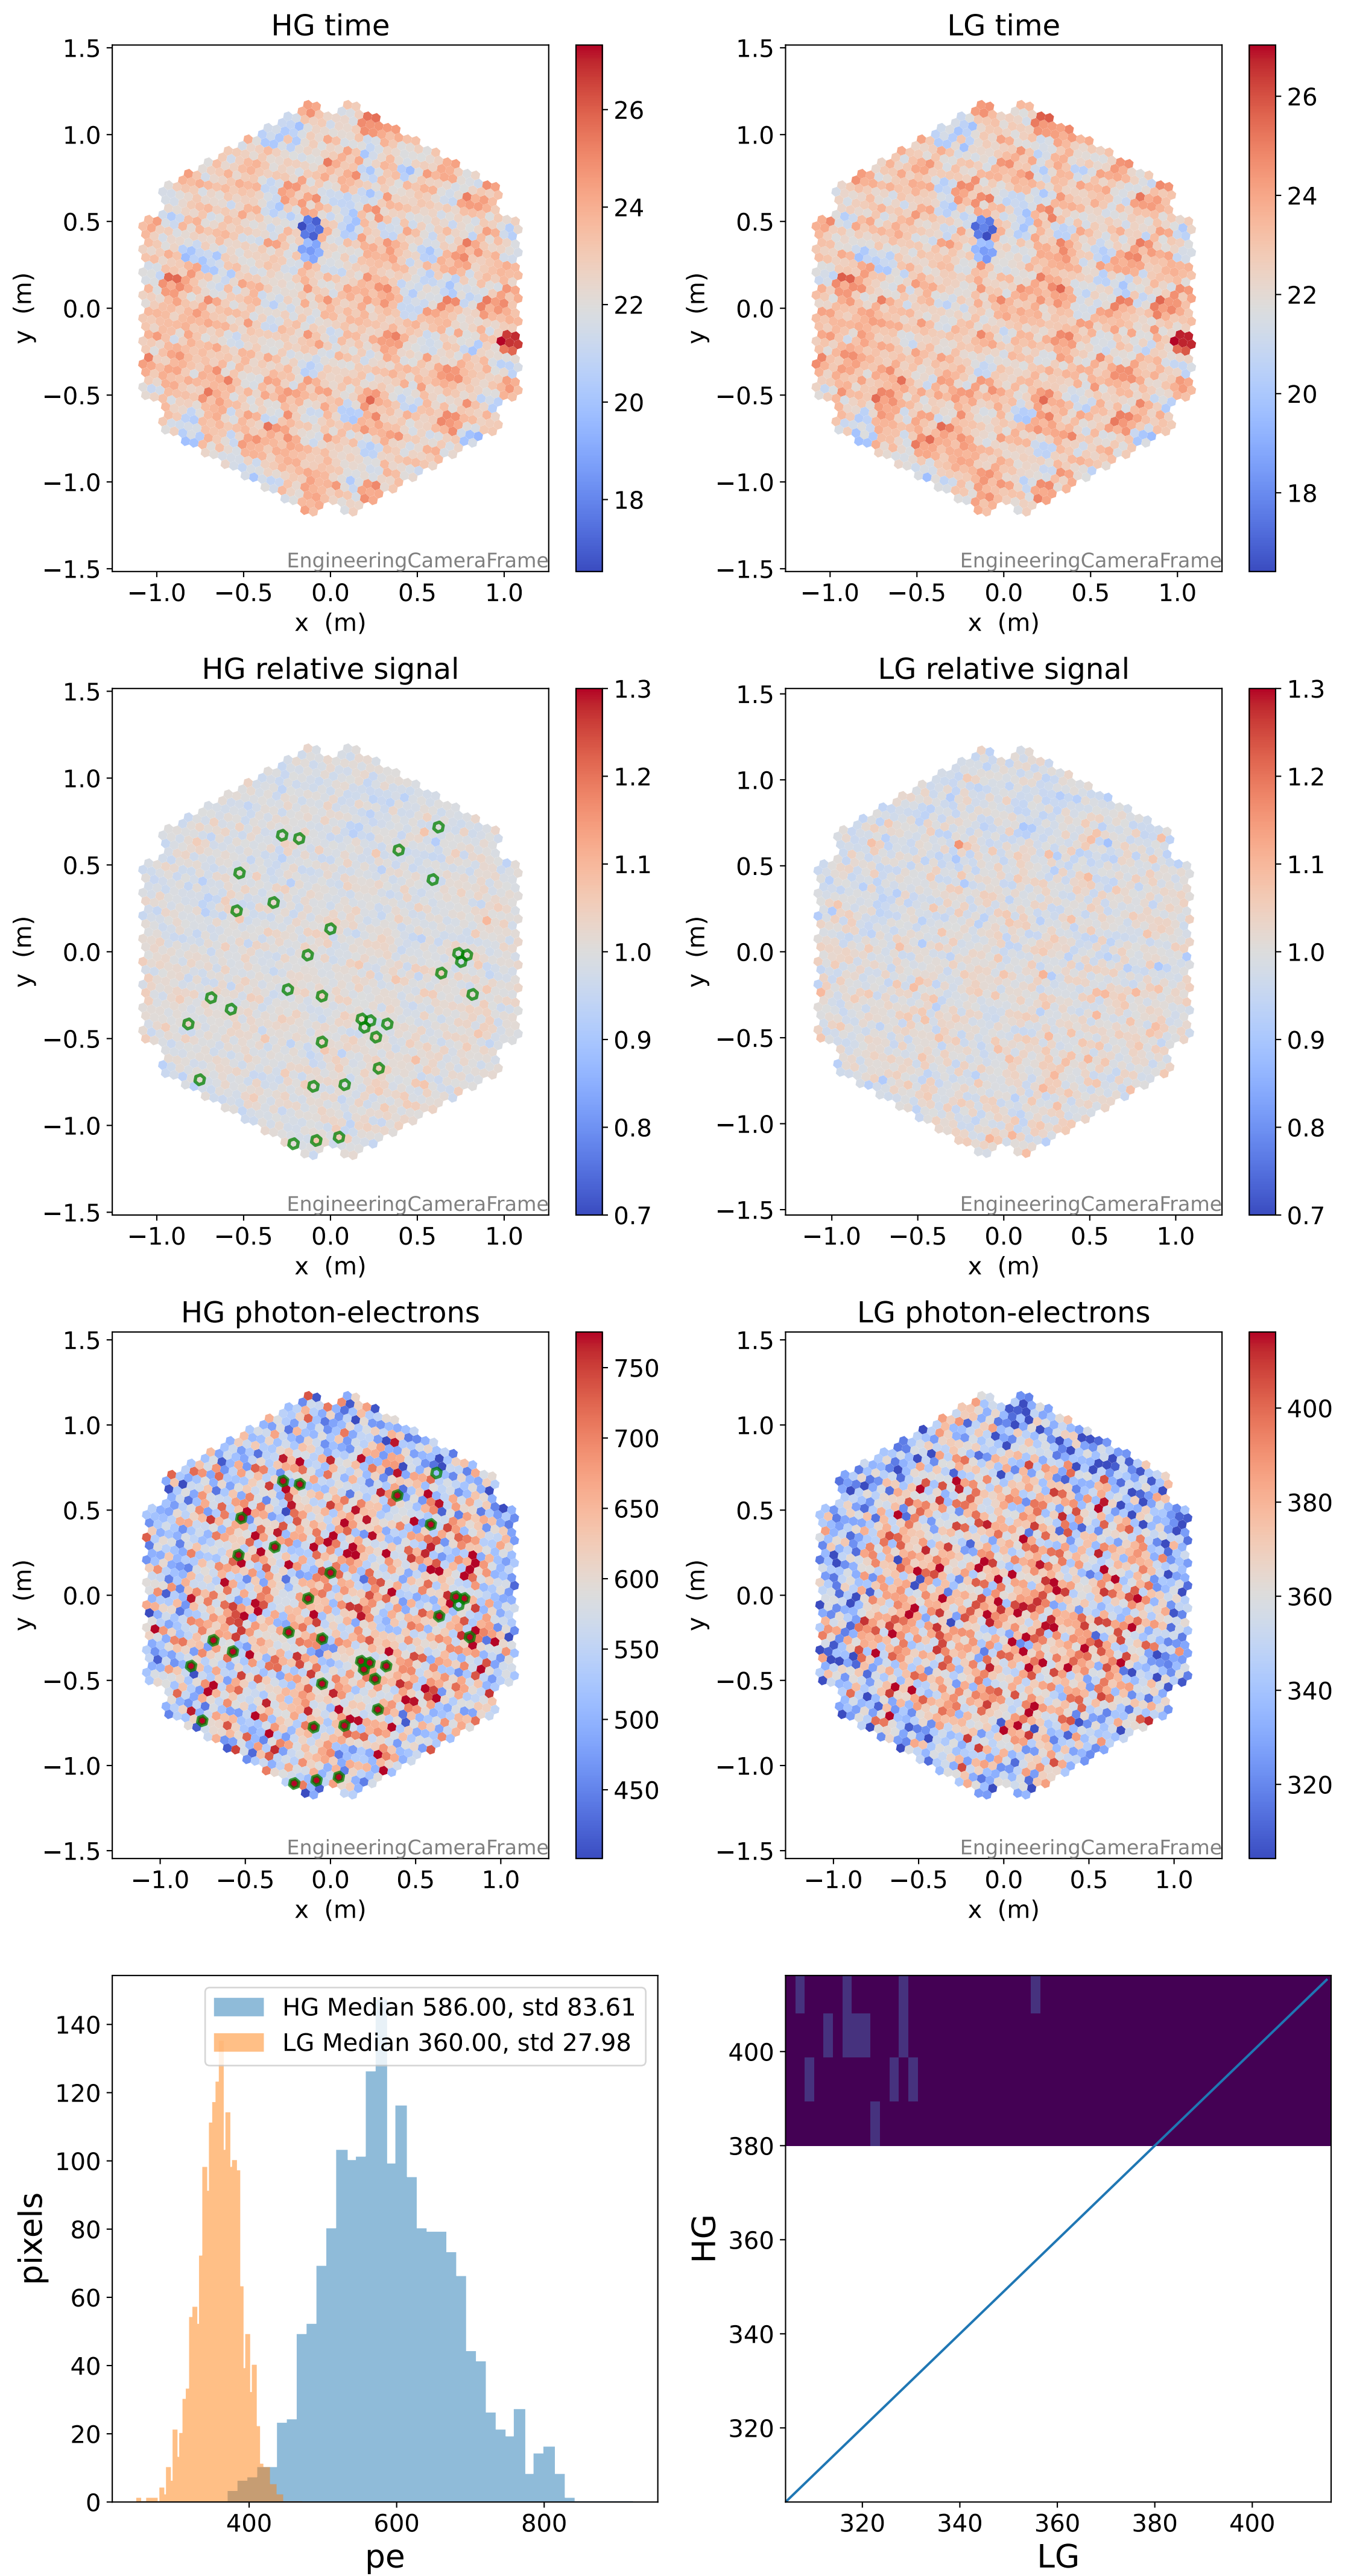 HG time
LG time
1.5
1.0
0.5
0.0
−0.5
−1.0
−1.5
y (m)
−1.0 −0.5 0.0 0.5 1.0
x (m)
EngineeringCameraFrame
26
24
22
20
18
1.5
1.0
0.5
0.0
−0.5
−1.0
−1.5
y (m)
−1.0 −0.5 0.0 0.5 1.0
x (m)
EngineeringCameraFrame
26
24
22
20
18
HG relative signal
LG relative signal
1.5
1.0
0.5
0.0
−0.5
−1.0
−1.5
y (m)
−1.0 −0.5 0.0 0.5 1.0
x (m)
EngineeringCameraFrame
1.3
1.2
1.1
1.0
0.9
0.8
0.7
1.5
1.0
0.5
0.0
−0.5
−1.0
−1.5
y (m)
−1.0 −0.5 0.0 0.5 1.0
x (m)
EngineeringCameraFrame
1.3
1.2
1.1
1.0
0.9
0.8
0.7
HG photon-electrons
LG photon-electrons
1.5
1.0
0.5
0.0
−0.5
−1.0
−1.5
y (m)
−1.0 −0.5 0.0 0.5 1.0
x (m)
EngineeringCameraFrame
750
700
650
600
550
500
450
1.5
1.0
0.5
0.0
−0.5
−1.0
−1.5
y (m)
−1.0 −0.5 0.0 0.5 1.0
x (m)
EngineeringCameraFrame
400
380
360
340
320
HG Median 586.00, std 83.61
LG Median 360.00, std 27.98
140
120
100
80
60
40
20
0
pixels
400 600 800
pe
400
380
360
340
320
HG
320 340 360 380 400
LG